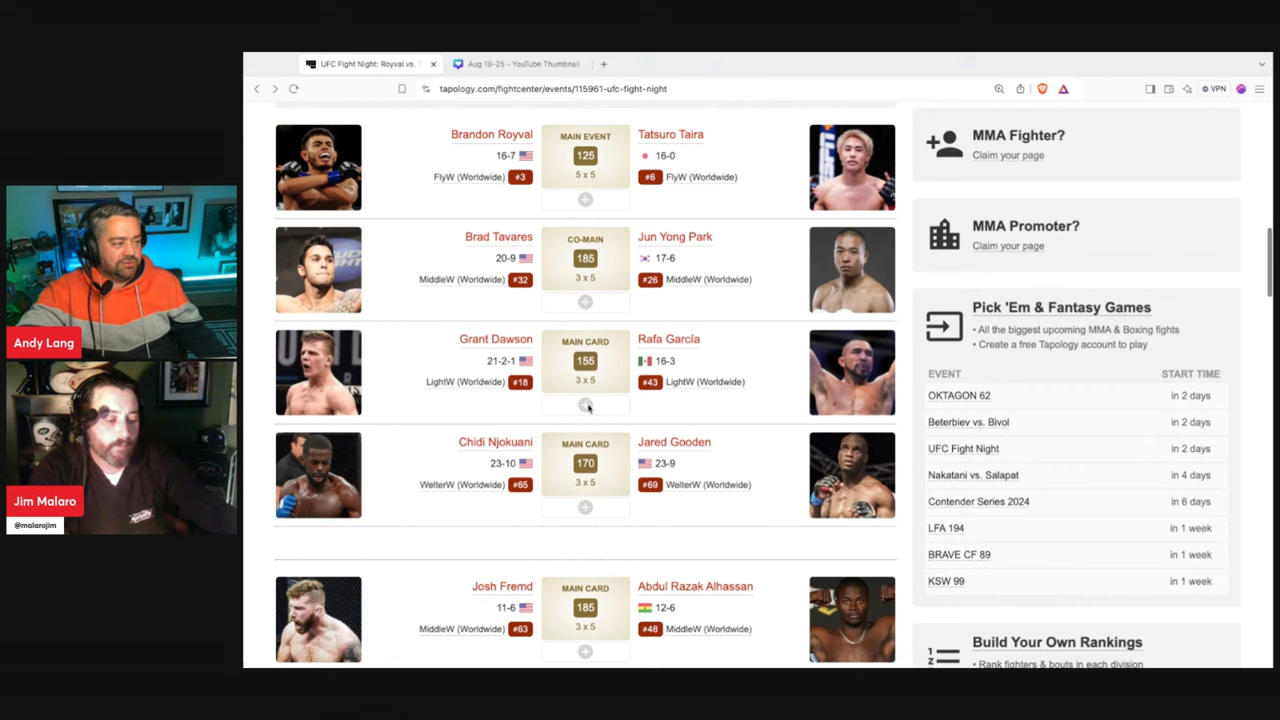 UFC Fight Night: Royval vs. T
Aug 19-25 - YouTube Thumbnail
tapology.com/fightcenter/events/115961-ufc-fight-night
VPN
Brandon Royval
16-7
FlyW (Worldwide) #3
MAIN EVENT
125
5 x 5
Tatsuro Taira
16-0
#6 FlyW (Worldwide)
Brad Tavares
20-9
MiddleW (Worldwide) #32
CO-MAIN
185
3 x 5
Jun Yong Park
17-6
#26 MiddleW (Worldwide)
Grant Dawson
21-2-1
LightW (Worldwide) #18
MAIN CARD
155
3 x 5
Rafa García
16-3
#43 LightW (Worldwide)
Chidi Njokuani
23-10
WelterW (Worldwide) #65
MAIN CARD
170
3 x 5
Jared Gooden
23-9
#69 WelterW (Worldwide)
Josh Fremd
11-6
MiddleW (Worldwide) #63
MAIN CARD
185
3 x 5
Abdul Razak Alhassan
12-6
#48 MiddleW (Worldwide)
MMA Fighter?
Claim your page
MMA Promoter?
Claim your page
Pick 'Em & Fantasy Games
• All the biggest upcoming MMA & Boxing fights
• Create a free Tapology account to play
EVENT START TIME
OKTAGON 62 in 2 days
Beterbiev vs. Bivol in 2 days
UFC Fight Night in 2 days
Nakatani vs. Salapat in 4 days
Contender Series 2024 in 6 days
LFA 194 in 1 week
BRAVE CF 89 in 1 week
KSW 99 in 1 week
Build Your Own Rankings
• Rank fighters & bouts in each division
Andy Lang
Jim Malaro
@malarojim